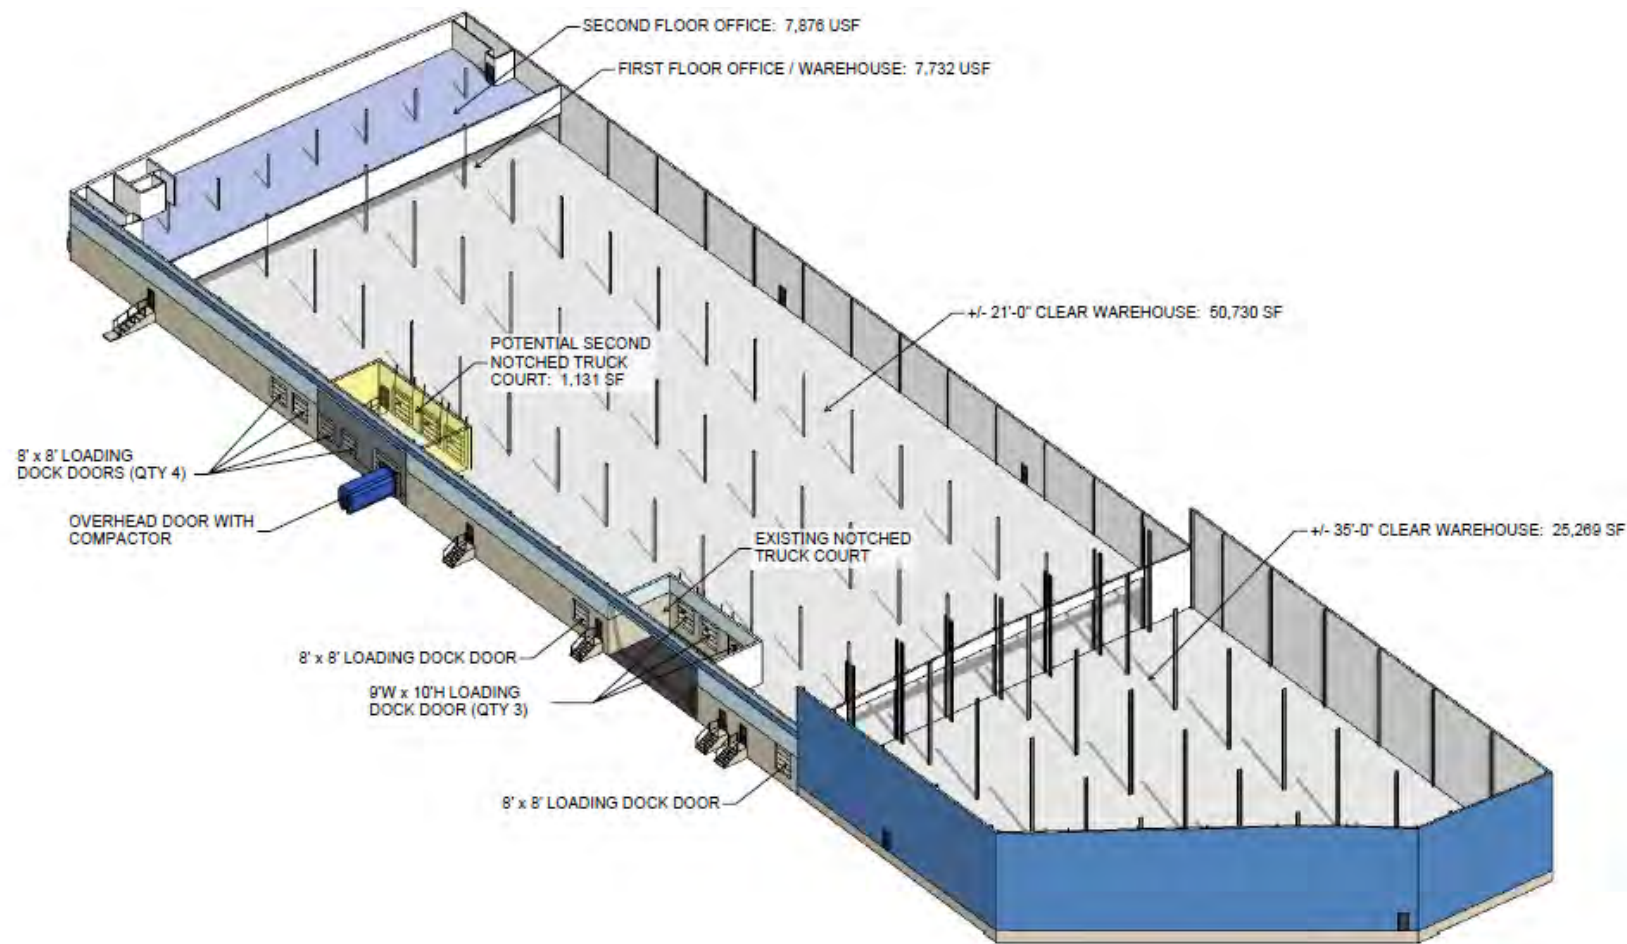 SECOND FLOOR OFFICE: 7,876 USF
FIRST FLOOR OFFICE / WAREHOUSE: 7,732 USF
+/- 21'-0" CLEAR WAREHOUSE: 50,730 SF
POTENTIAL SECOND
NOTCHED TRUCK
COURT: 1,131 SF
8' x 8' LOADING
DOCK DOORS (QTY 4)
OVERHEAD DOOR WITH
COMPACTOR
EXISTING NOTCHED
TRUCK COURT
+/- 35'-0" CLEAR WAREHOUSE: 25,269 SF
8' x 8' LOADING DOCK DOOR
9'W x 10'H LOADING
DOCK DOOR (QTY 3)
8' x 8' LOADING DOCK DOOR